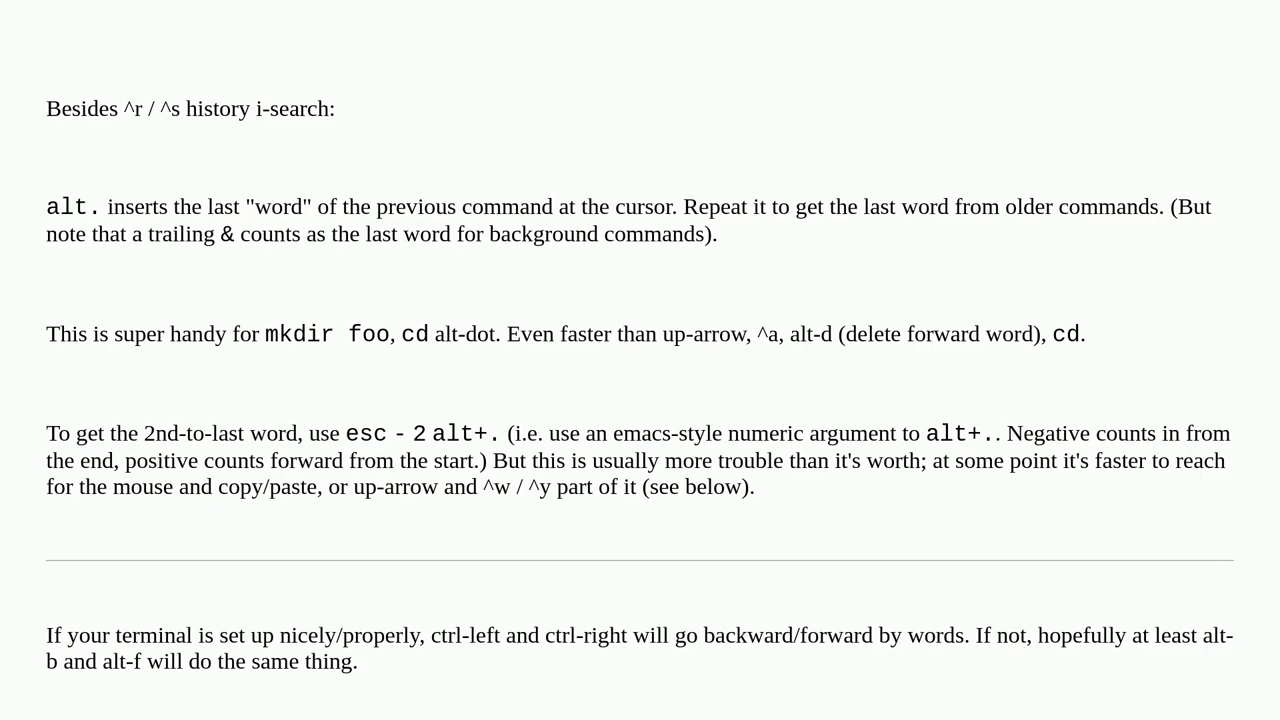 Besides ^r / ^s history i-search:
alt. inserts the last "word" of the previous command at the cursor. Repeat it to get the last word from older commands. (But
note that a trailing & counts as the last word for background commands).
This is super handy for mkdir foo, cd alt-dot. Even faster than up-arrow, ^a, alt-d (delete forward word), cd.
To get the 2nd-to-last word, use esc - 2 alt+. (i.e. use an emacs-style numeric argument to alt+.. Negative counts in from
the end, positive counts forward from the start.) But this is usually more trouble than it's worth; at some point it's faster to reach
for the mouse and copy/paste, or up-arrow and ^w / ^y part of it (see below).
If your terminal is set up nicely/properly, ctrl-left and ctrl-right will go backward/forward by words. If not, hopefully at least alt-
b and alt-f will do the same thing.